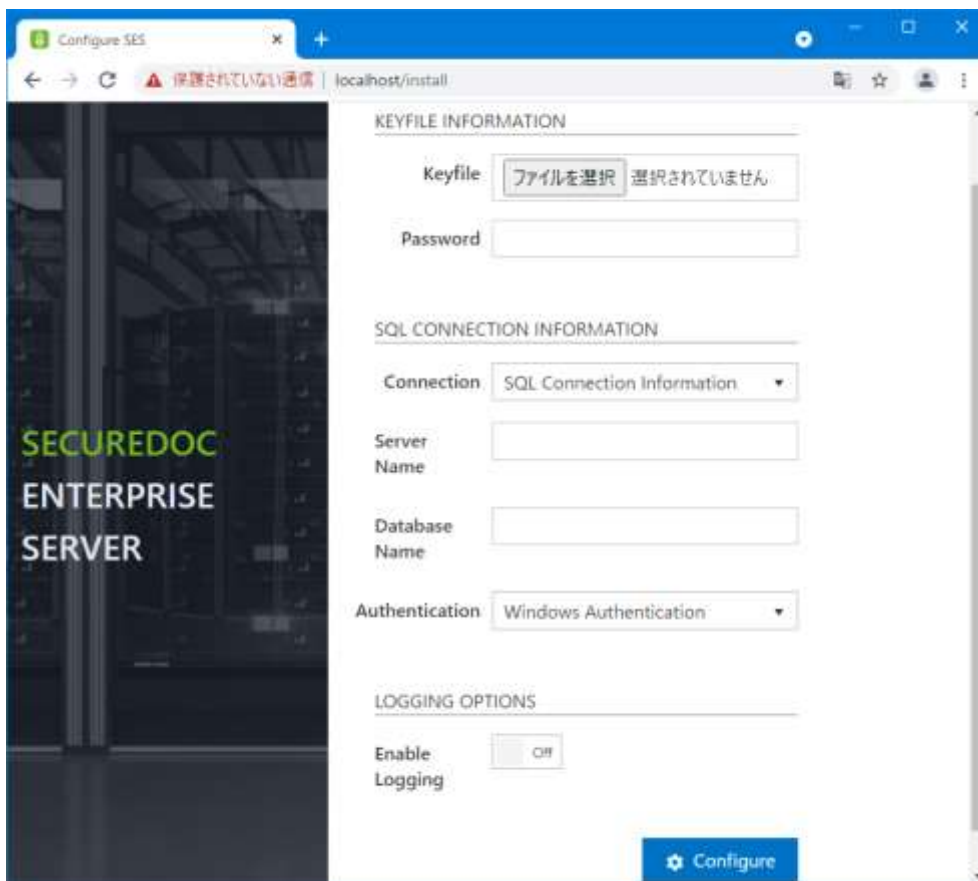 Configure SES
保護されていない通信 | localhost/install
KEYFILE INFORMATION
Keyfile ファイルを選択 選択されていません
Password
SQL CONNECTION INFORMATION
Connection SQL Connection Information
Server
Name
SECUREDOC
ENTERPRISE
SERVER
Database
Name
Authentication Windows Authentication
LOGGING OPTIONS
Enable
Logging
Off
Configure